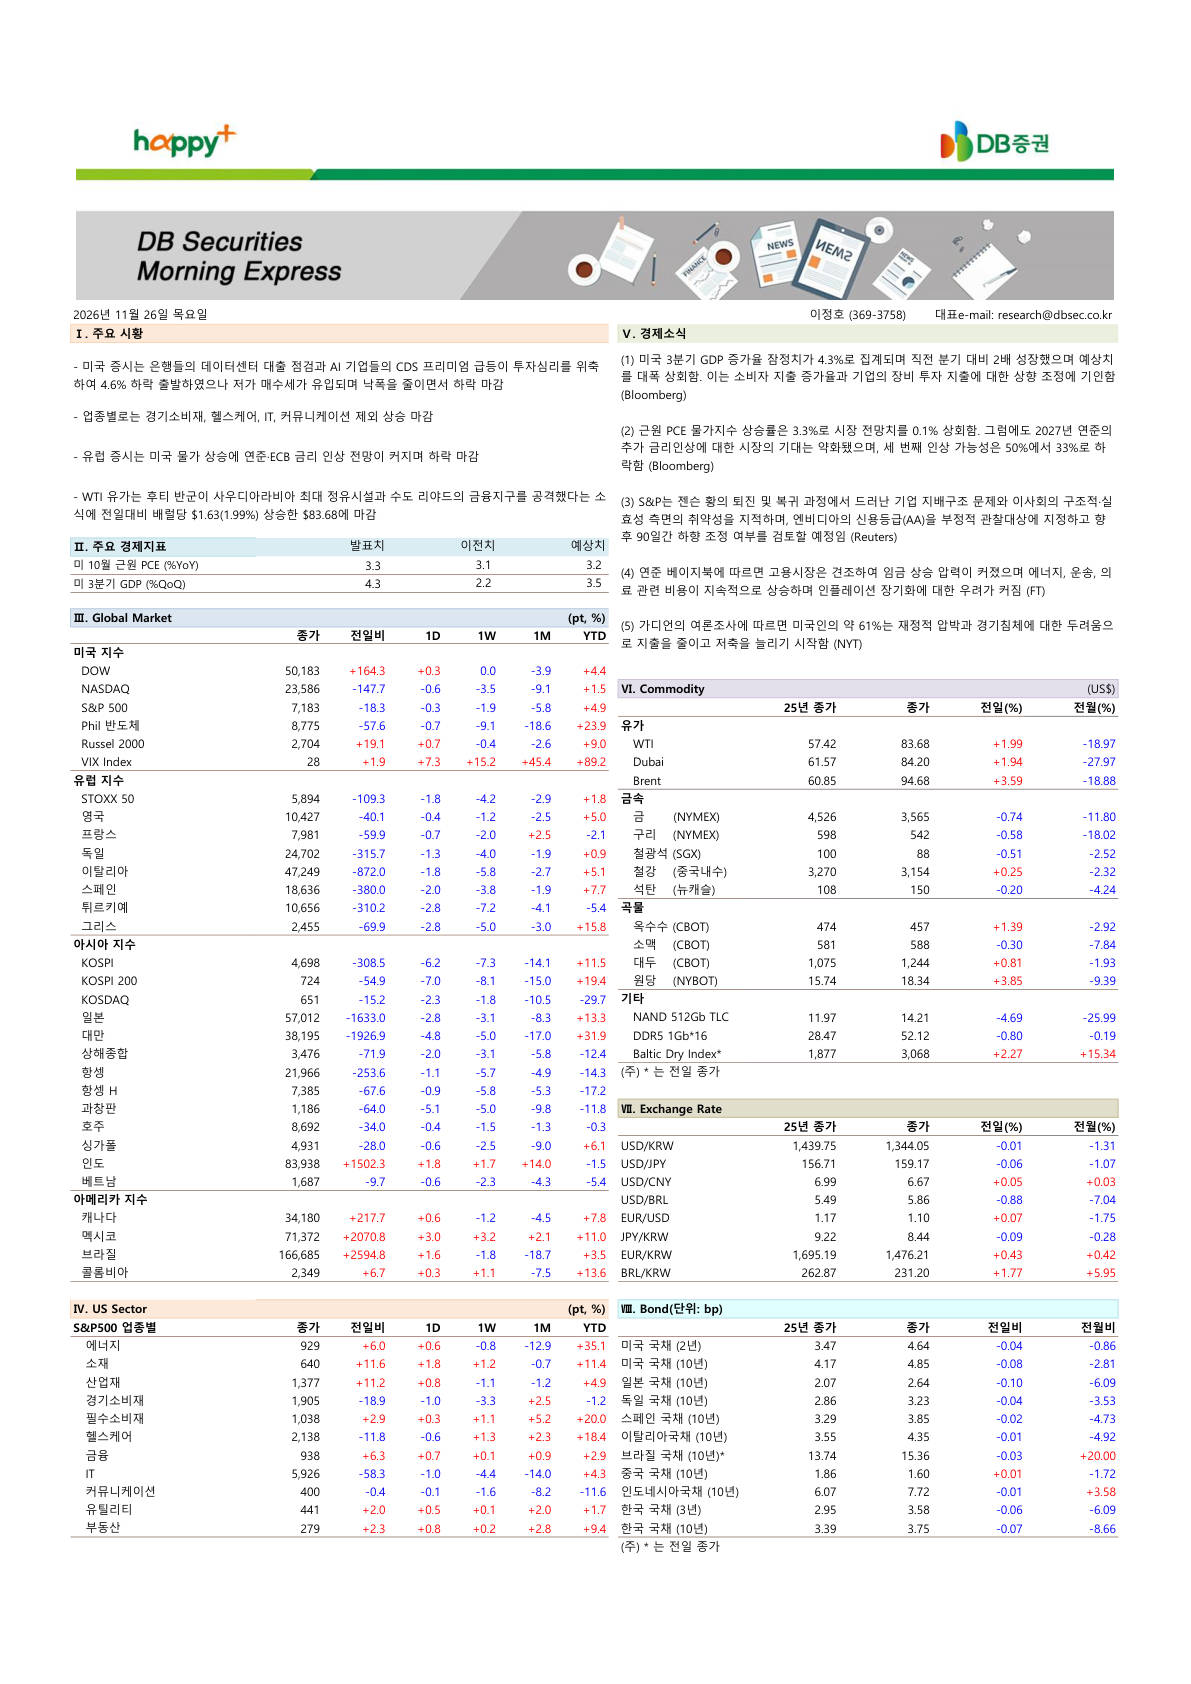 happy+
DB증권
DB Securities
Morning Express
NEWS
NEWS
FINANCE
NEWS
2026년 11월 26일 목요일
이정호 (369-3758) 대표e-mail: research@dbsec.co.kr
Ⅰ. 주요 시황
- 미국 증시는 은행들의 데이터센터 대출 점검과 AI 기업들의 CDS 프리미엄 급등이 투자심리를 위축
하여 4.6% 하락 출발하였으나 저가 매수세가 유입되며 낙폭을 줄이면서 하락 마감
- 업종별로는 경기소비재, 헬스케어, IT, 커뮤니케이션 제외 상승 마감
- 유럽 증시는 미국 물가 상승에 연준·ECB 금리 인상 전망이 커지며 하락 마감
- WTI 유가는 후티 반군이 사우디아라비아 최대 정유시설과 수도 리야드의 금융지구를 공격했다는 소
식에 전일대비 배럴당 $1.63(1.99%) 상승한 $83.68에 마감
Ⅱ. 주요 경제지표 발표치 이전치 예상치
미 10월 근원 PCE (%YoY) 3.3 3.1 3.2
미 3분기 GDP (%QoQ) 4.3 2.2 3.5
Ⅲ. Global Market (pt, %)
종가 전일비 1D 1W 1M YTD
미국 지수
DOW 50,183 +164.3 +0.3 0.0 -3.9 +4.4
NASDAQ 23,586 -147.7 -0.6 -3.5 -9.1 +1.5
S&P 500 7,183 -18.3 -0.3 -1.9 -5.8 +4.9
Phil 반도체 8,775 -57.6 -0.7 -9.1 -18.6 +23.9
Russel 2000 2,704 +19.1 +0.7 -0.4 -2.6 +9.0
VIX Index 28 +1.9 +7.3 +15.2 +45.4 +89.2
유럽 지수
STOXX 50 5,894 -109.3 -1.8 -4.2 -2.9 +1.8
영국 10,427 -40.1 -0.4 -1.2 -2.5 +5.0
프랑스 7,981 -59.9 -0.7 -2.0 +2.5 -2.1
독일 24,702 -315.7 -1.3 -4.0 -1.9 +0.9
이탈리아 47,249 -872.0 -1.8 -5.8 -2.7 +5.1
스페인 18,636 -380.0 -2.0 -3.8 -1.9 +7.7
튀르키예 10,656 -310.2 -2.8 -7.2 -4.1 -5.4
그리스 2,455 -69.9 -2.8 -5.0 -3.0 +15.8
아시아 지수
KOSPI 4,698 -308.5 -6.2 -7.3 -14.1 +11.5
KOSPI 200 724 -54.9 -7.0 -8.1 -15.0 +19.4
KOSDAQ 651 -15.2 -2.3 -1.8 -10.5 -29.7
일본 57,012 -1633.0 -2.8 -3.1 -8.3 +13.3
대만 38,195 -1926.9 -4.8 -5.0 -17.0 +31.9
상해종합 3,476 -71.9 -2.0 -3.1 -5.8 -12.4
항셍 21,966 -253.6 -1.1 -5.7 -4.9 -14.3
항셍 H 7,385 -67.6 -0.9 -5.8 -5.3 -17.2
과창판 1,186 -64.0 -5.1 -5.0 -9.8 -11.8
호주 8,692 -34.0 -0.4 -1.5 -1.3 -0.3
싱가폴 4,931 -28.0 -0.6 -2.5 -9.0 +6.1
인도 83,938 +1502.3 +1.8 +1.7 +14.0 -1.5
베트남 1,687 -9.7 -0.6 -2.3 -4.3 -5.4
아메리카 지수
캐나다 34,180 +217.7 +0.6 -1.2 -4.5 +7.8
멕시코 71,372 +2070.8 +3.0 +3.2 +2.1 +11.0
브라질 166,685 +2594.8 +1.6 -1.8 -18.7 +3.5
콜롬비아 2,349 +6.7 +0.3 +1.1 -7.5 +13.6
Ⅳ. US Sector (pt, %)
S&P500 업종별 종가 전일비 1D 1W 1M YTD
에너지 929 +6.0 +0.6 -0.8 -12.9 +35.1
소재 640 +11.6 +1.8 +1.2 -0.7 +11.4
산업재 1,377 +11.2 +0.8 -1.1 -1.2 +4.9
경기소비재 1,905 -18.9 -1.0 -3.3 +2.5 -1.2
필수소비재 1,038 +2.9 +0.3 +1.1 +5.2 +20.0
헬스케어 2,138 -11.8 -0.6 +1.3 +2.3 +18.4
금융 938 +6.3 +0.7 +0.1 +0.9 +2.9
IT 5,926 -58.3 -1.0 -4.4 -14.0 +4.3
커뮤니케이션 400 -0.4 -0.1 -1.6 -8.2 -11.6
유틸리티 441 +2.0 +0.5 +0.1 +2.0 +1.7
부동산 279 +2.3 +0.8 +0.2 +2.8 +9.4
Ⅴ. 경제소식
(1) 미국 3분기 GDP 증가율 잠정치가 4.3%로 집계되며 직전 분기 대비 2배 성장했으며 예상치
를 대폭 상회함. 이는 소비자 지출 증가율과 기업의 장비 투자 지출에 대한 상향 조정에 기인함
(Bloomberg)
(2) 근원 PCE 물가지수 상승률은 3.3%로 시장 전망치를 0.1% 상회함. 그럼에도 2027년 연준의
추가 금리인상에 대한 시장의 기대는 약화됐으며, 세 번째 인상 가능성은 50%에서 33%로 하
락함 (Bloomberg)
(3) S&P는 젠슨 황의 퇴진 및 복귀 과정에서 드러난 기업 지배구조 문제와 이사회의 구조적·실
효성 측면의 취약성을 지적하며, 엔비디아의 신용등급(AA)을 부정적 관찰대상에 지정하고 향
후 90일간 하향 조정 여부를 검토할 예정임 (Reuters)
(4) 연준 베이지북에 따르면 고용시장은 견조하여 임금 상승 압력이 커졌으며 에너지, 운송, 의
료 관련 비용이 지속적으로 상승하며 인플레이션 장기화에 대한 우려가 커짐 (FT)
(5) 가디언의 여론조사에 따르면 미국인의 약 61%는 재정적 압박과 경기침체에 대한 두려움으
로 지출을 줄이고 저축을 늘리기 시작함 (NYT)
Ⅵ. Commodity (US$)
25년 종가 종가 전일(%) 전월(%)
유가
WTI 57.42 83.68 +1.99 -18.97
Dubai 61.57 84.20 +1.94 -27.97
Brent 60.85 94.68 +3.59 -18.88
금속
금 (NYMEX) 4,526 3,565 -0.74 -11.80
구리 (NYMEX) 598 542 -0.58 -18.02
철광석 (SGX) 100 88 -0.51 -2.52
철강 (중국내수) 3,270 3,154 +0.25 -2.32
석탄 (뉴캐슬) 108 150 -0.20 -4.24
곡물
옥수수 (CBOT) 474 457 +1.39 -2.92
소맥 (CBOT) 581 588 -0.30 -7.84
대두 (CBOT) 1,075 1,244 +0.81 -1.93
원당 (NYBOT) 15.74 18.34 +3.85 -9.39
기타
NAND 512Gb TLC 11.97 14.21 -4.69 -25.99
DDR5 1Gb*16 28.47 52.12 -0.80 -0.19
Baltic Dry Index* 1,877 3,068 +2.27 +15.34
(주) * 는 전일 종가
Ⅶ. Exchange Rate
25년 종가 종가 전일(%) 전월(%)
USD/KRW 1,439.75 1,344.05 -0.01 -1.31
USD/JPY 156.71 159.17 -0.06 -1.07
USD/CNY 6.99 6.67 +0.05 +0.03
USD/BRL 5.49 5.86 -0.88 -7.04
EUR/USD 1.17 1.10 +0.07 -1.75
JPY/KRW 9.22 8.44 -0.09 -0.28
EUR/KRW 1,695.19 1,476.21 +0.43 +0.42
BRL/KRW 262.87 231.20 +1.77 +5.95
Ⅷ. Bond(단위: bp)
25년 종가 종가 전일비 전월비
미국 국채 (2년) 3.47 4.64 -0.04 -0.86
미국 국채 (10년) 4.17 4.85 -0.08 -2.81
일본 국채 (10년) 2.07 2.64 -0.10 -6.09
독일 국채 (10년) 2.86 3.23 -0.04 -3.53
스페인 국채 (10년) 3.29 3.85 -0.02 -4.73
이탈리아국채 (10년) 3.55 4.35 -0.01 -4.92
브라질 국채 (10년)* 13.74 15.36 -0.03 +20.00
중국 국채 (10년) 1.86 1.60 +0.01 -1.72
인도네시아국채 (10년) 6.07 7.72 -0.01 +3.58
한국 국채 (3년) 2.95 3.58 -0.06 -6.09
한국 국채 (10년) 3.39 3.75 -0.07 -8.66
(주) * 는 전일 종가